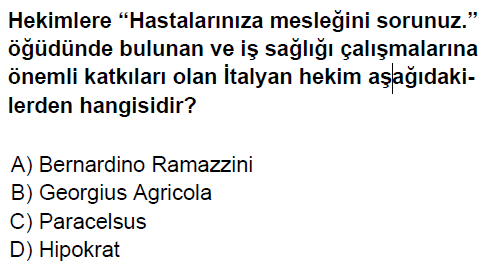 Hekimlere “Hastalarınıza mesleğini sorunuz.”
öğüdünde bulunan ve iş sağlığı çalışmalarına
önemli katkıları olan İtalyan hekim aşağıdaki-
lerden hangisidir?
A) Bernardino Ramazzini
B) Georgius Agricola
C) Paracelsus
D) Hipokrat